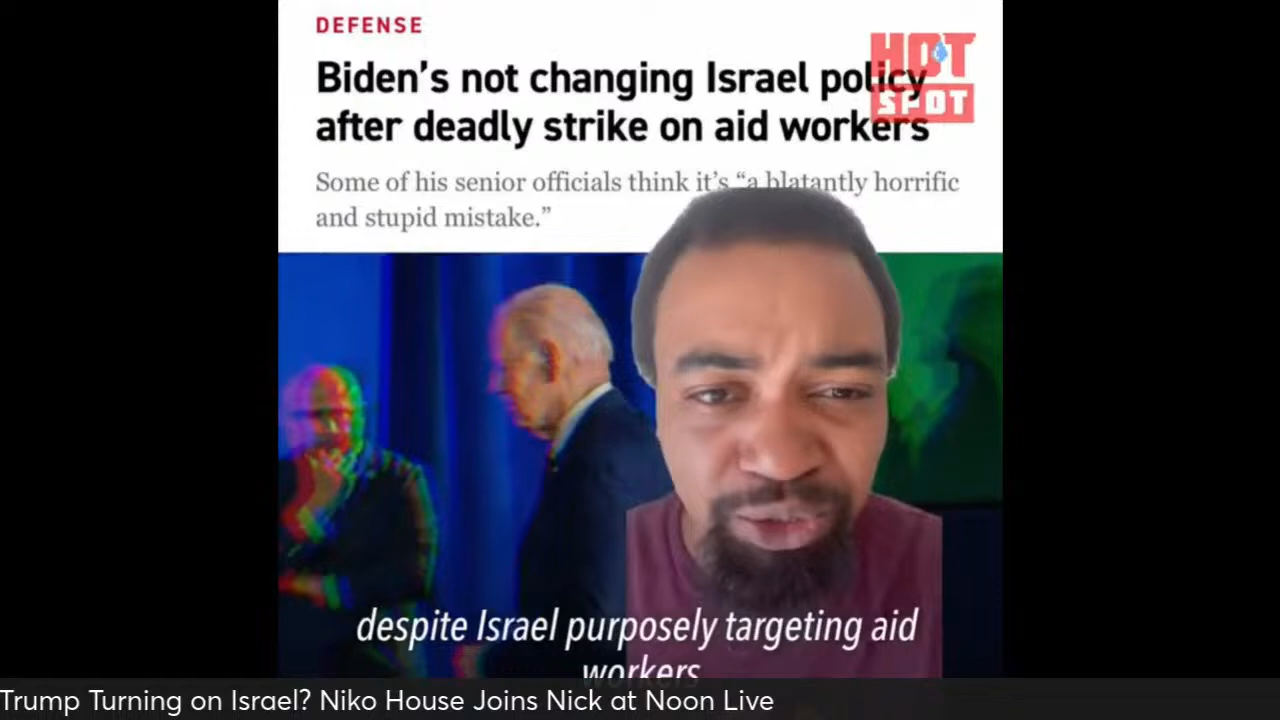 DEFENSE
Biden's not changing Israel policy
after deadly strike on aid workers
HOT
SPOT
Some of his senior officials think it's “a blatantly horrific
and stupid mistake.”
despite Israel purposely targeting aid
workers
Trump Turning on Israel? Niko House Joins Nick at Noon Live